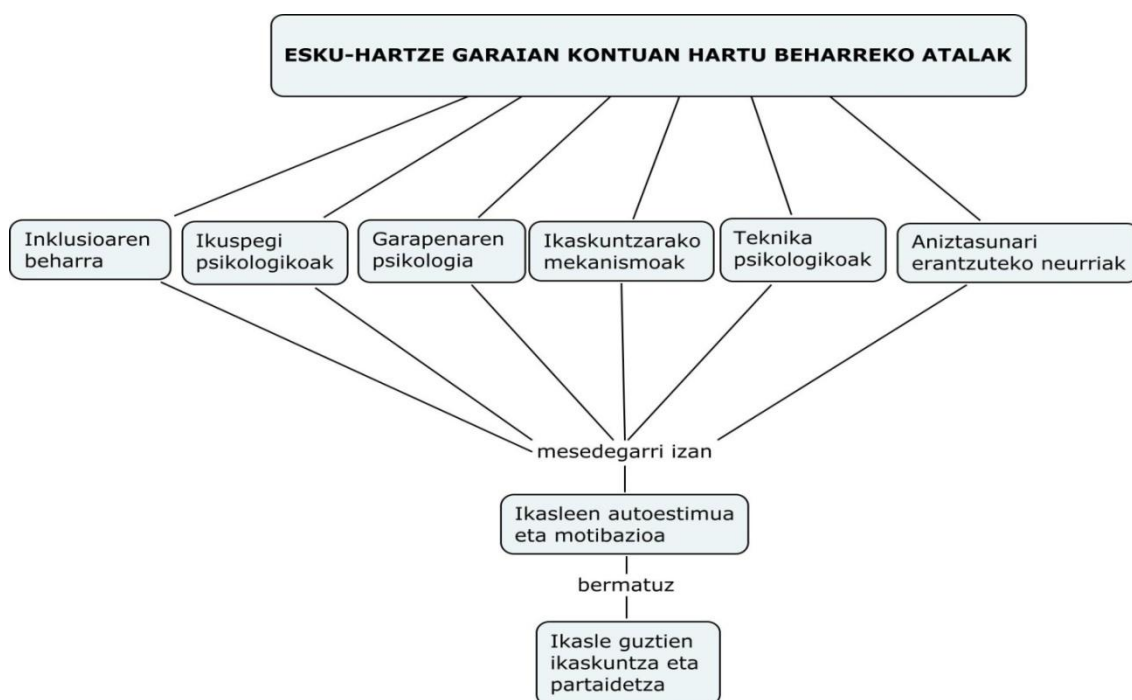 ESKU-HARTZE GARAIAN KONTUAN HARTU BEHARREKO ATALAK
Inklusioaren
beharra
Ikuspegi
psikologikoak
Garapenaren
psikologia
Ikaskuntzarako
mekanismoak
Teknika
psikologikoak
Aniztasunari
erantzuteko neurriak
mesedegarri izan
Ikasleen autoestimua
eta motibazioa
bermatuz
Ikasle guztien
ikaskuntza eta
partaidetza